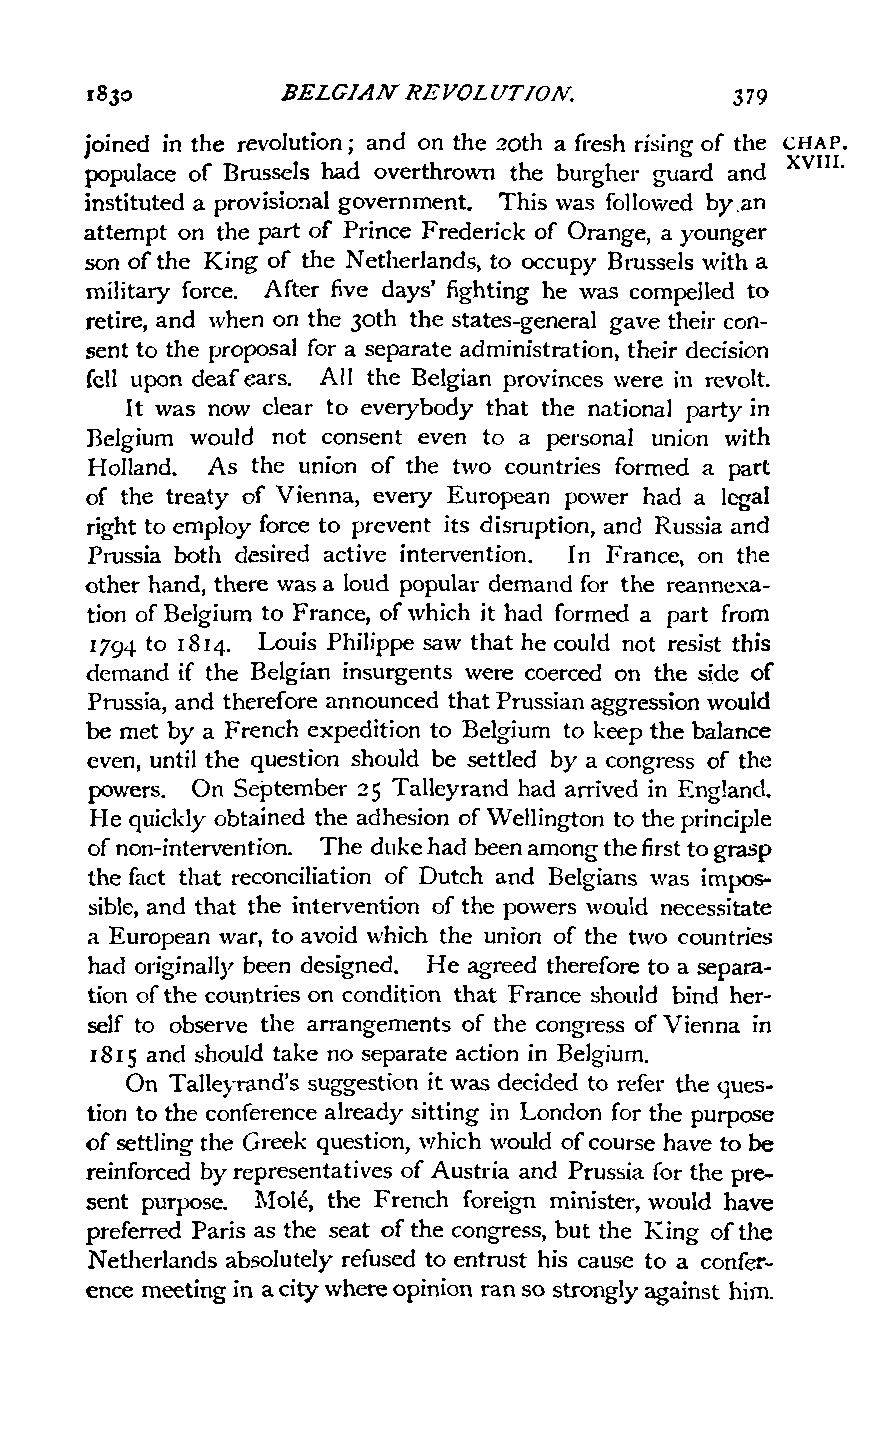 1830 BELGIAN REVOLUTION. 379
joined in the revolution; and on the 20th a fresh rising of the CHAP.
populace of Brussels had overthrown the burgher guard and XVIII.
instituted a provisional government. This was followed by an
attempt on the part of Prince Frederick of Orange, a younger
son of the King of the Netherlands, to occupy Brussels with a
military force. After five days' fighting he was compelled to
retire, and when on the 30th the states-general gave their con-
sent to the proposal for a separate administration, their decision
fell upon deaf ears. All the Belgian provinces were in revolt.
It was now clear to everybody that the national party in
Belgium would not consent even to a personal union with
Holland. As the union of the two countries formed a part
of the treaty of Vienna, every European power had a legal
right to employ force to prevent its disruption, and Russia and
Prussia both desired active intervention. In France, on the
other hand, there was a loud popular demand for the reannexa-
tion of Belgium to France, of which it had formed a part from
1794 to 1814. Louis Philippe saw that he could not resist this
demand if the Belgian insurgents were coerced on the side of
Prussia, and therefore announced that Prussian aggression would
be met by a French expedition to Belgium to keep the balance
even, until the question should be settled by a congress of the
powers. On September 25 Talleyrand had arrived in England.
He quickly obtained the adhesion of Wellington to the principle
of non-intervention. The duke had been among the first to grasp
the fact that reconciliation of Dutch and Belgians was impos-
sible, and that the intervention of the powers would necessitate
a European war, to avoid which the union of the two countries
had originally been designed. He agreed therefore to a separa-
tion of the countries on condition that France should bind her-
self to observe the arrangements of the congress of Vienna in
1815 and should take no separate action in Belgium.
On Talleyrand's suggestion it was decided to refer the ques-
tion to the conference already sitting in London for the purpose
of settling the Greek question, which would of course have to be
reinforced by representatives of Austria and Prussia for the pre-
sent purpose. Molé, the French foreign minister, would have
preferred Paris as the seat of the congress, but the King of the
Netherlands absolutely refused to entrust his cause to a confer-
ence meeting in a city where opinion ran so strongly against him.